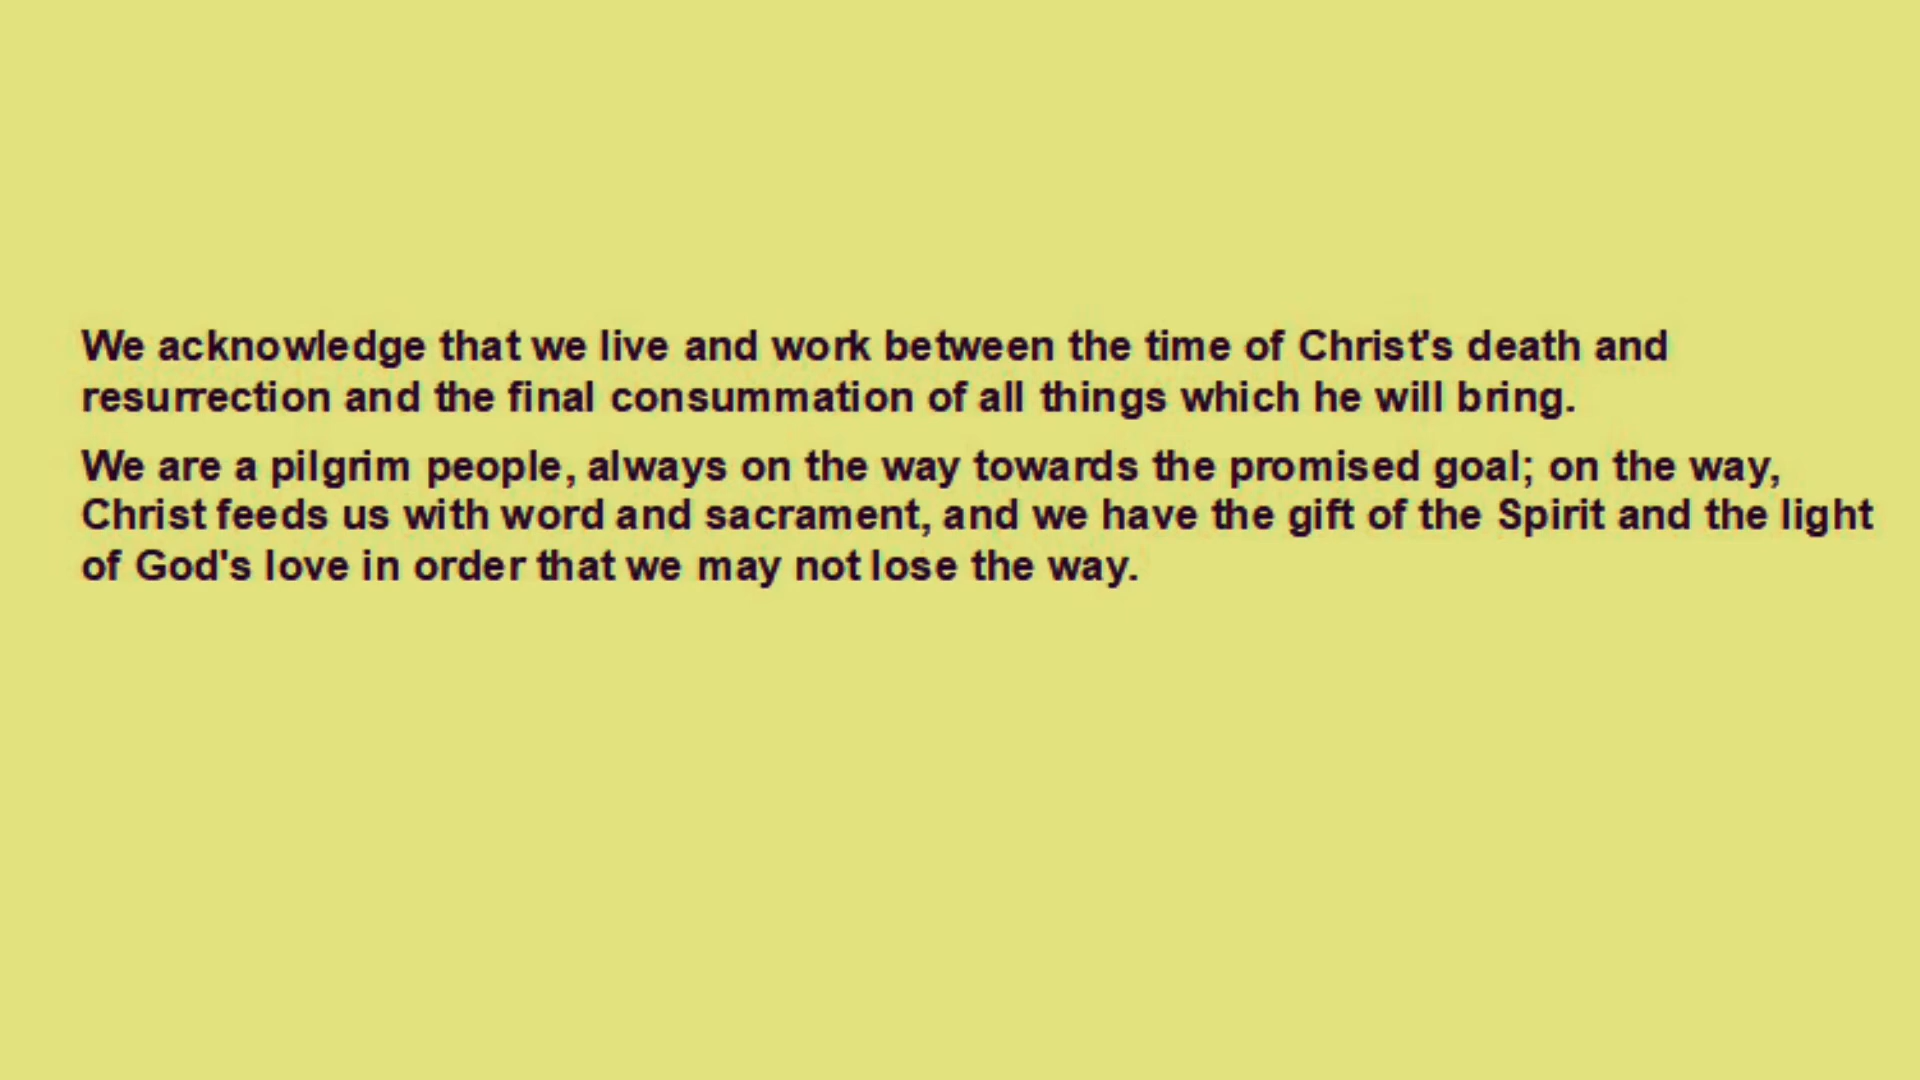 We acknowledge that we live and work between the time of Christ's death and
resurrection and the final consummation of all things which he will bring.
We are a pilgrim people, always on the way towards the promised goal; on the way,
Christ feeds us with word and sacrament, and we have the gift of the Spirit and the light
of God's love in order that we may not lose the way.